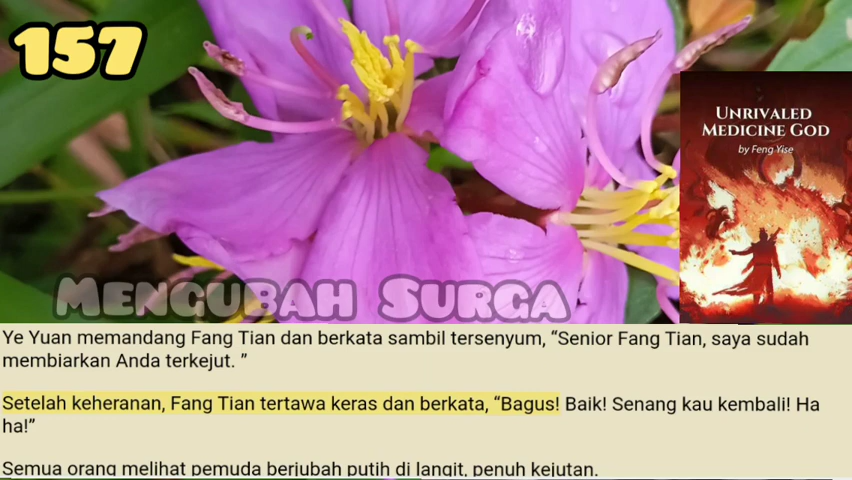 157
UNRIVALED
MEDICINE GOD
by Feng Yise
MENGUBAH SURGA
Ye Yuan memandang Fang Tian dan berkata sambil tersenyum, “Senior Fang Tian, saya sudah
membiarkan Anda terkejut. ”
Setelah keheranan, Fang Tian tertawa keras dan berkata, “Bagus! Baik! Senang kau kembali! Ha
ha!”
Semua orang melihat pemuda berjubah putih di langit, penuh kejutan.